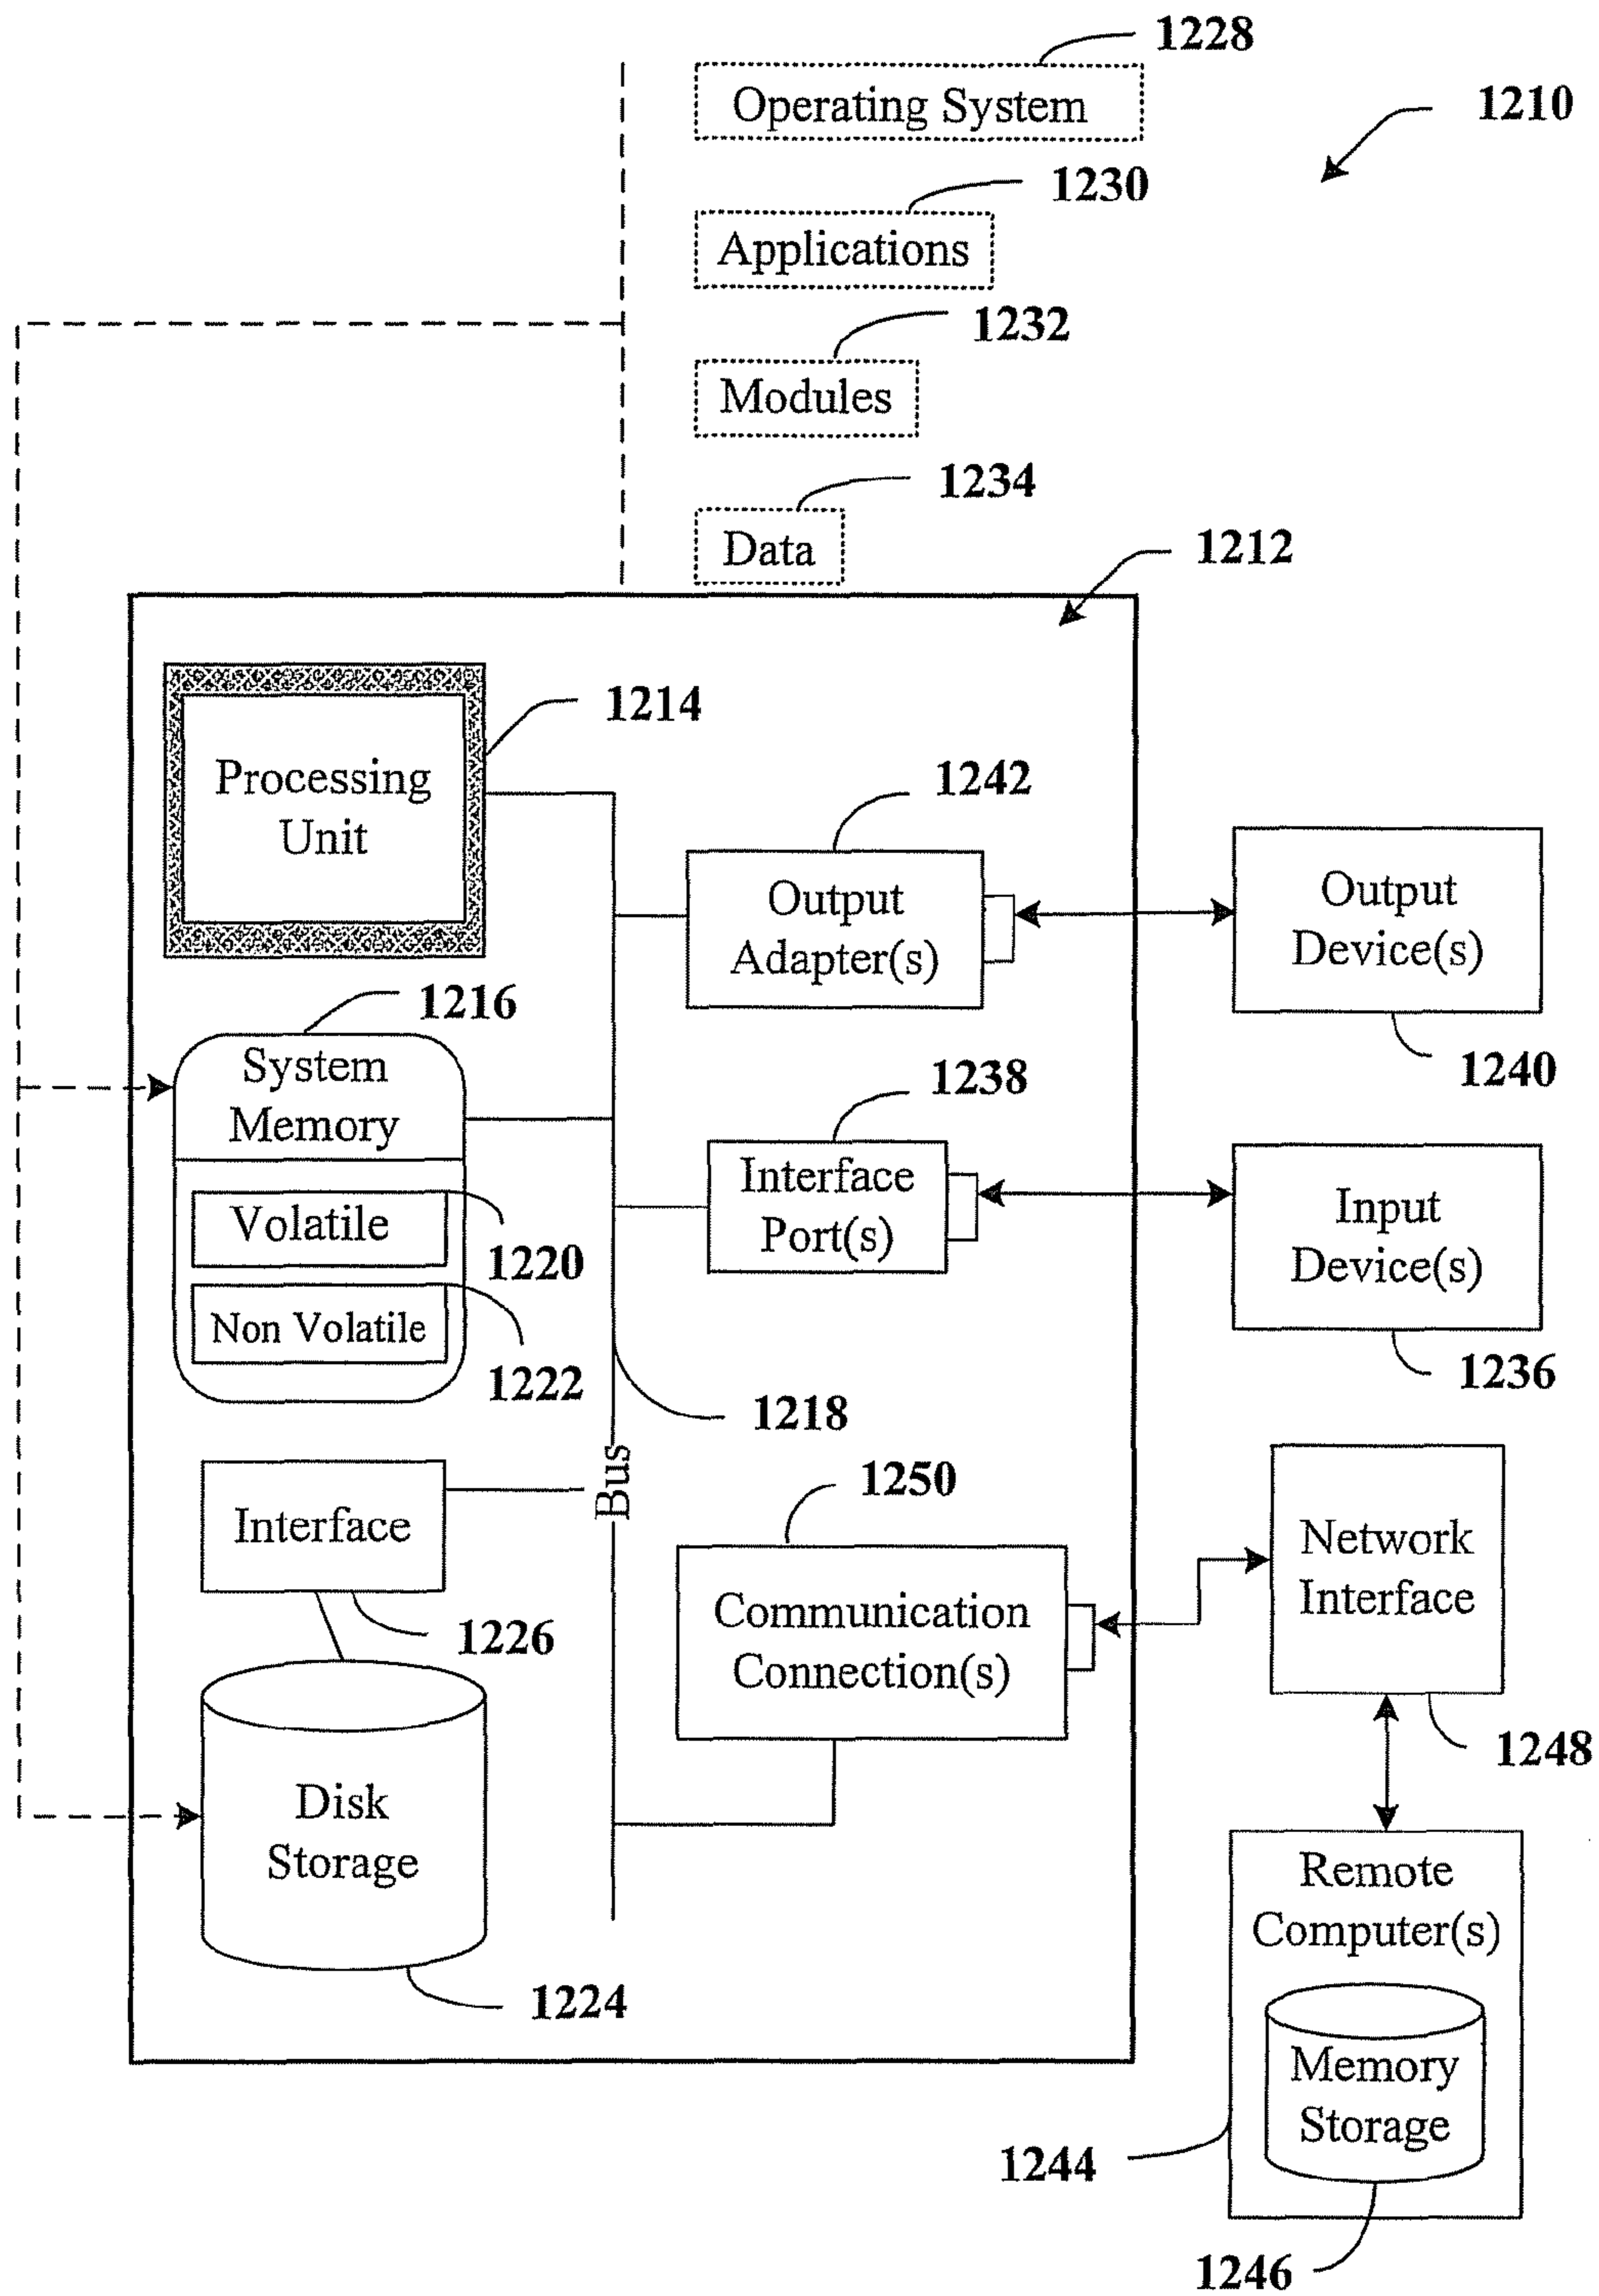 1228
Operating System
1210
1230
Applications
1232
Modules
1234
Data
1212
1214
Processing
Unit
1242
Output
Adapter(s)
Output
Device(s)
1240
1216
System
Memory
1238
Interface
Port(s)
Input
Device(s)
1236
Volatile
1220
Non Volatile
1222
1218
Bus
1250
Interface
1226
Communication
Connection(s)
Network
Interface
1248
Disk
Storage
1224
Remote
Computer(s)
Memory
Storage
1244
1246